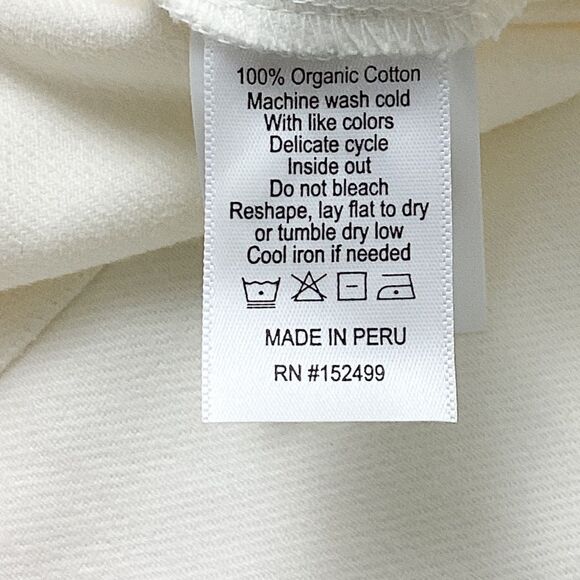 100% Organic Cotton
Machine wash cold
With like colors
Delicate cycle
Inside out
Do not bleach
Reshape, lay flat to dry
or tumble dry low
Cool iron if needed
MADE IN PERU
RN #152499